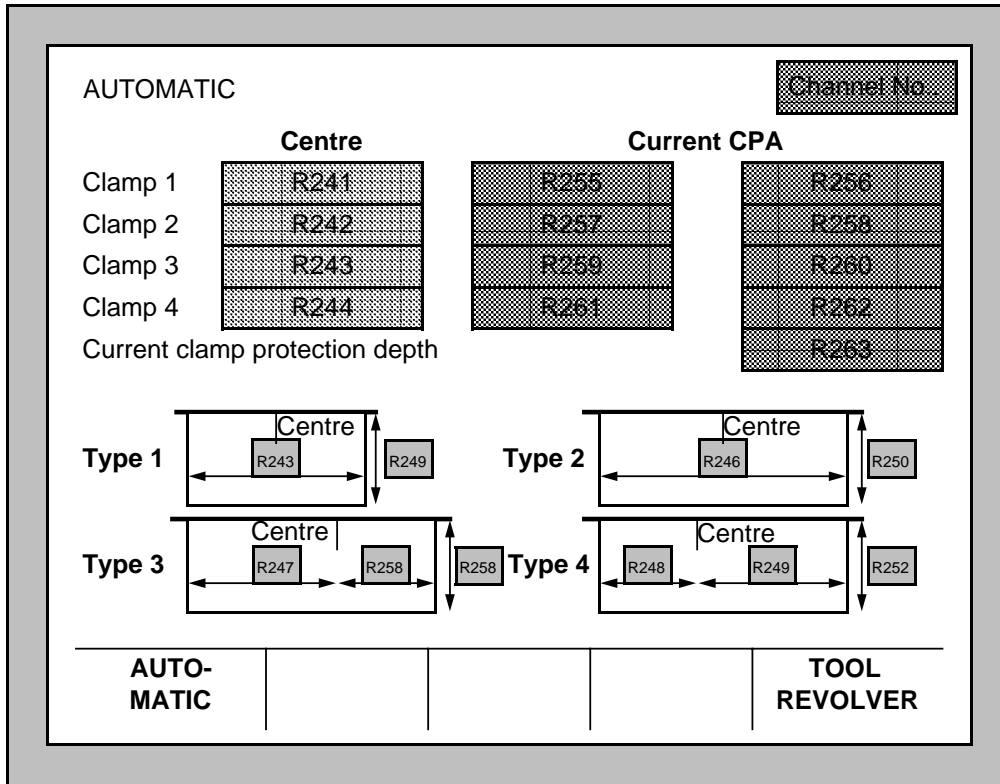 AUTOMATIC Channel No..
Centre Current CPA
Clamp 1 R241 R255 R256
Clamp 2 R242 R257 R258
Clamp 3 R243 R259 R260
Clamp 4 R244 R261 R262
Current clamp protection depth R263
Centre Centre
Type 1 R243 R249 Type 2 R246 R250
Centre Centre
Type 3 R247 R258 R258 Type 4 R248 R249 R252
AUTO- TOOL
MATIC REVOLVER